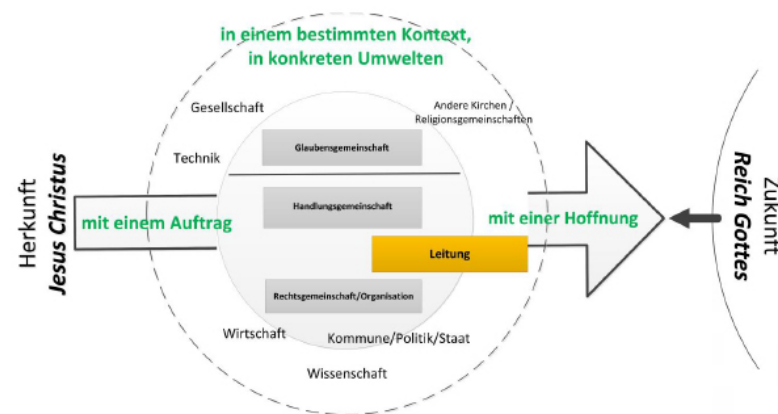 in einem bestimmten Kontext,
in konkreten Umwelten
Gesellschaft
Andere Kirchen /
Religionsgemeinschaften
Glaubensgemeinschaft
Technik
Herkunft
Jesus Christus
mit einem Auftrag
Handlungsgemeinschaft
mit einer Hoffnung
Reich Gottes
Zukunft
Leitung
Rechtsgemeinschaft/Organisation
Wirtschaft
Kommune/Politik/Staat
Wissenschaft